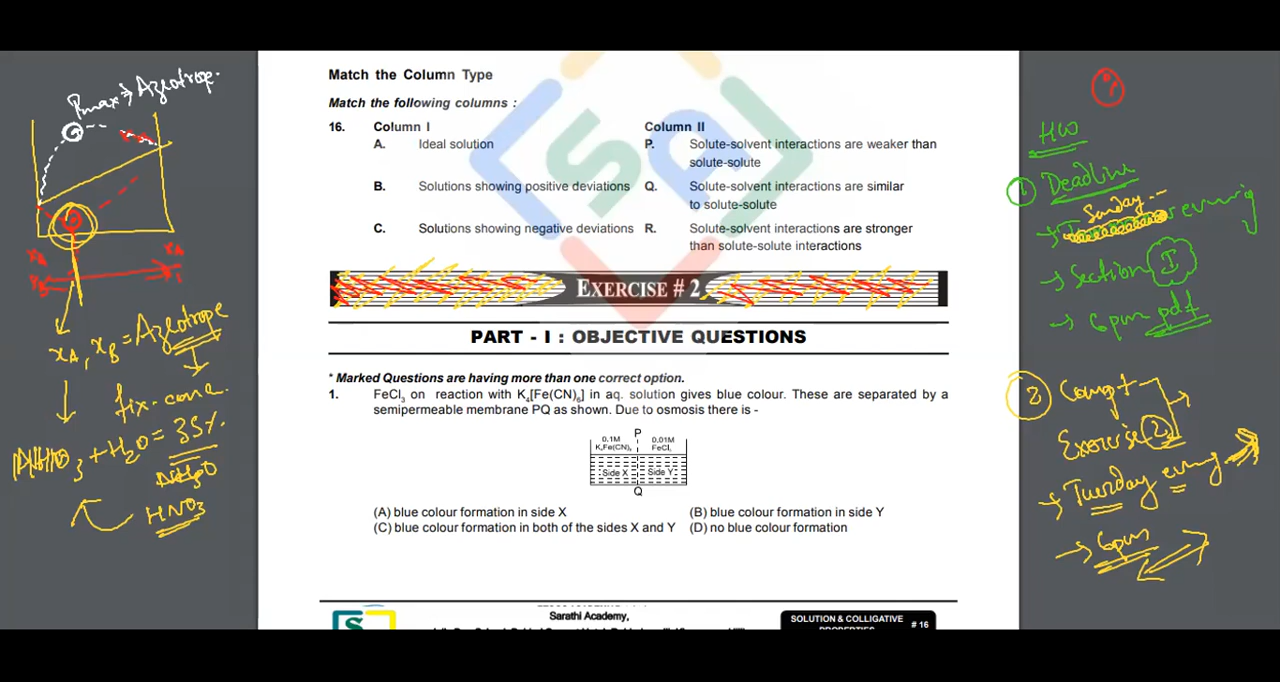 Pmax → Azeotrope.
xA
xB
xA
1
xA, xB = Azeotrope
fix. conc.
HNO3 + H2O = 35%
HNO3
Match the Column Type
Match the following columns :
16. Column I Column II
A. Ideal solution P. Solute-solvent interactions are weaker than
solute-solute
B. Solutions showing positive deviations Q. Solute-solvent interactions are similar
to solute-solute
C. Solutions showing negative deviations R. Solute-solvent interactions are stronger
than solute-solute interactions
EXERCISE # 2
PART - I : OBJECTIVE QUESTIONS
* Marked Questions are having more than one correct option.
1. FeCl3 on reaction with K4[Fe(CN)6] in aq. solution gives blue colour. These are separated by a
semipermeable membrane PQ as shown. Due to osmosis there is -
P
0.1M 0.01M
K4Fe(CN)6 FeCl3
Side X Side Y
Q
(A) blue colour formation in side X (B) blue colour formation in side Y
(C) blue colour formation in both of the sides X and Y (D) no blue colour formation
Sarathi Academy,
SOLUTION & COLLIGATIVE
PROPERTIES # 16
SA
HW
① Deadline
Sunday
→ evening
→ Section I
→ 6pm pdf
② Compt
Exercise 2
→ Tuesday evening
→ 6pm